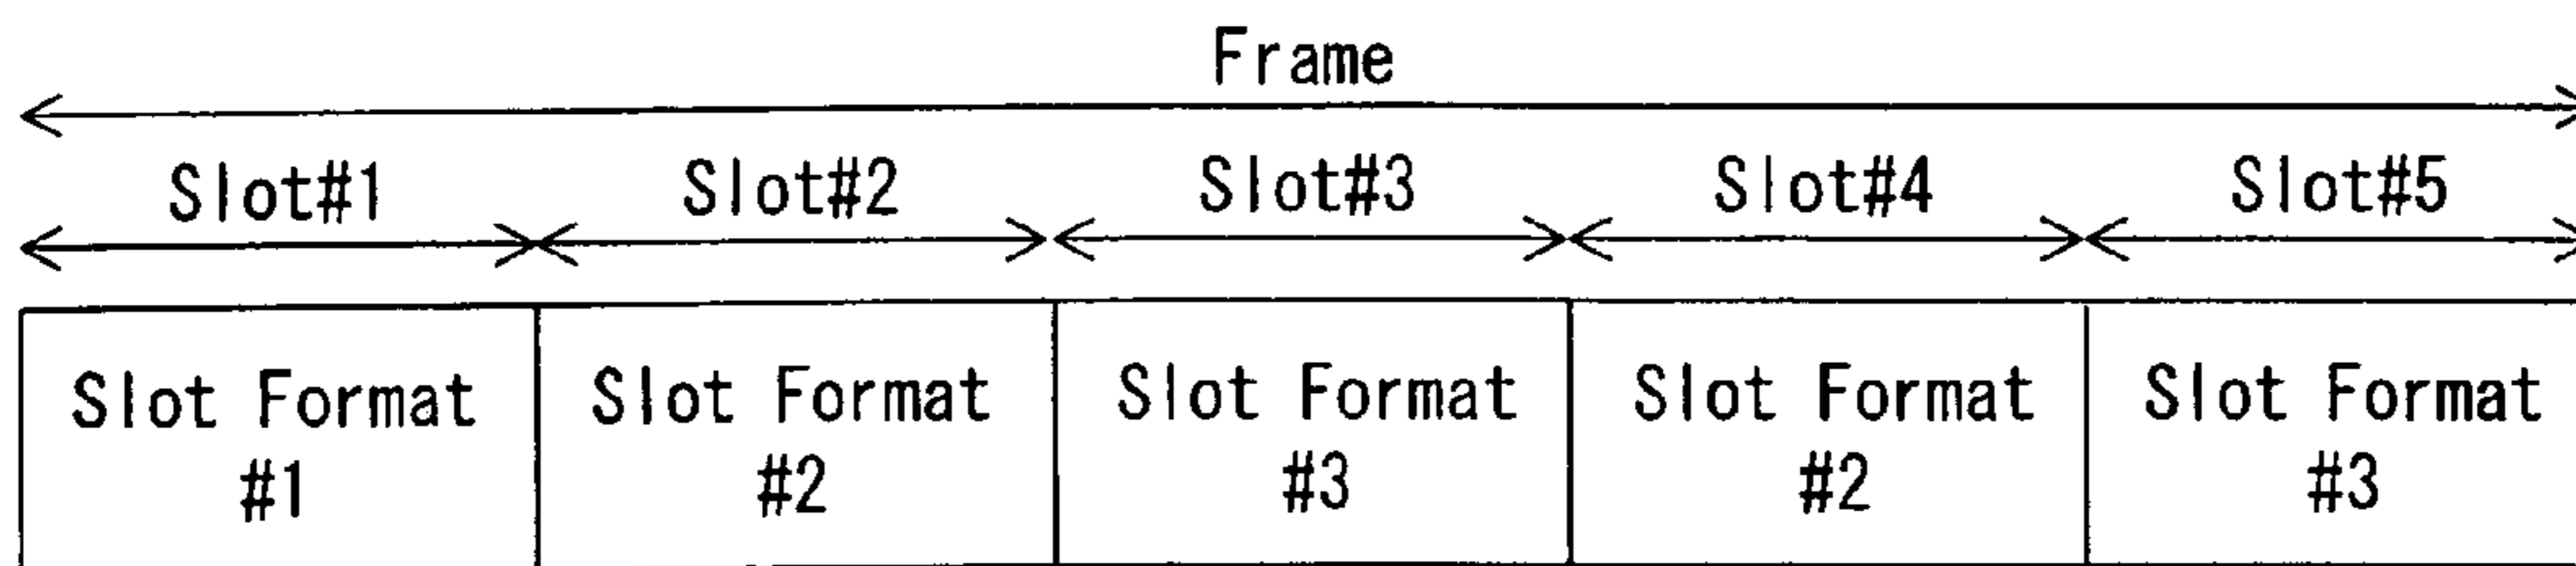 Frame
Slot#1 Slot#2 Slot#3 Slot#4 Slot#5
Slot Format Slot Format Slot Format Slot Format Slot Format
#1 #2 #3 #2 #3